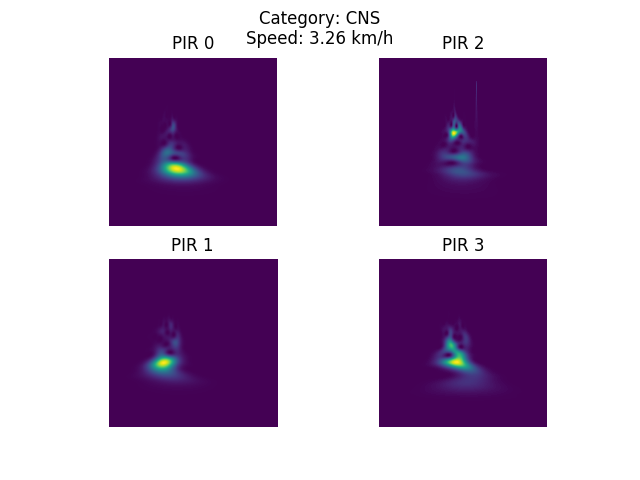 Category: CNS
Speed: 3.26 km/h
PIR 0
PIR 2
PIR 1
PIR 3